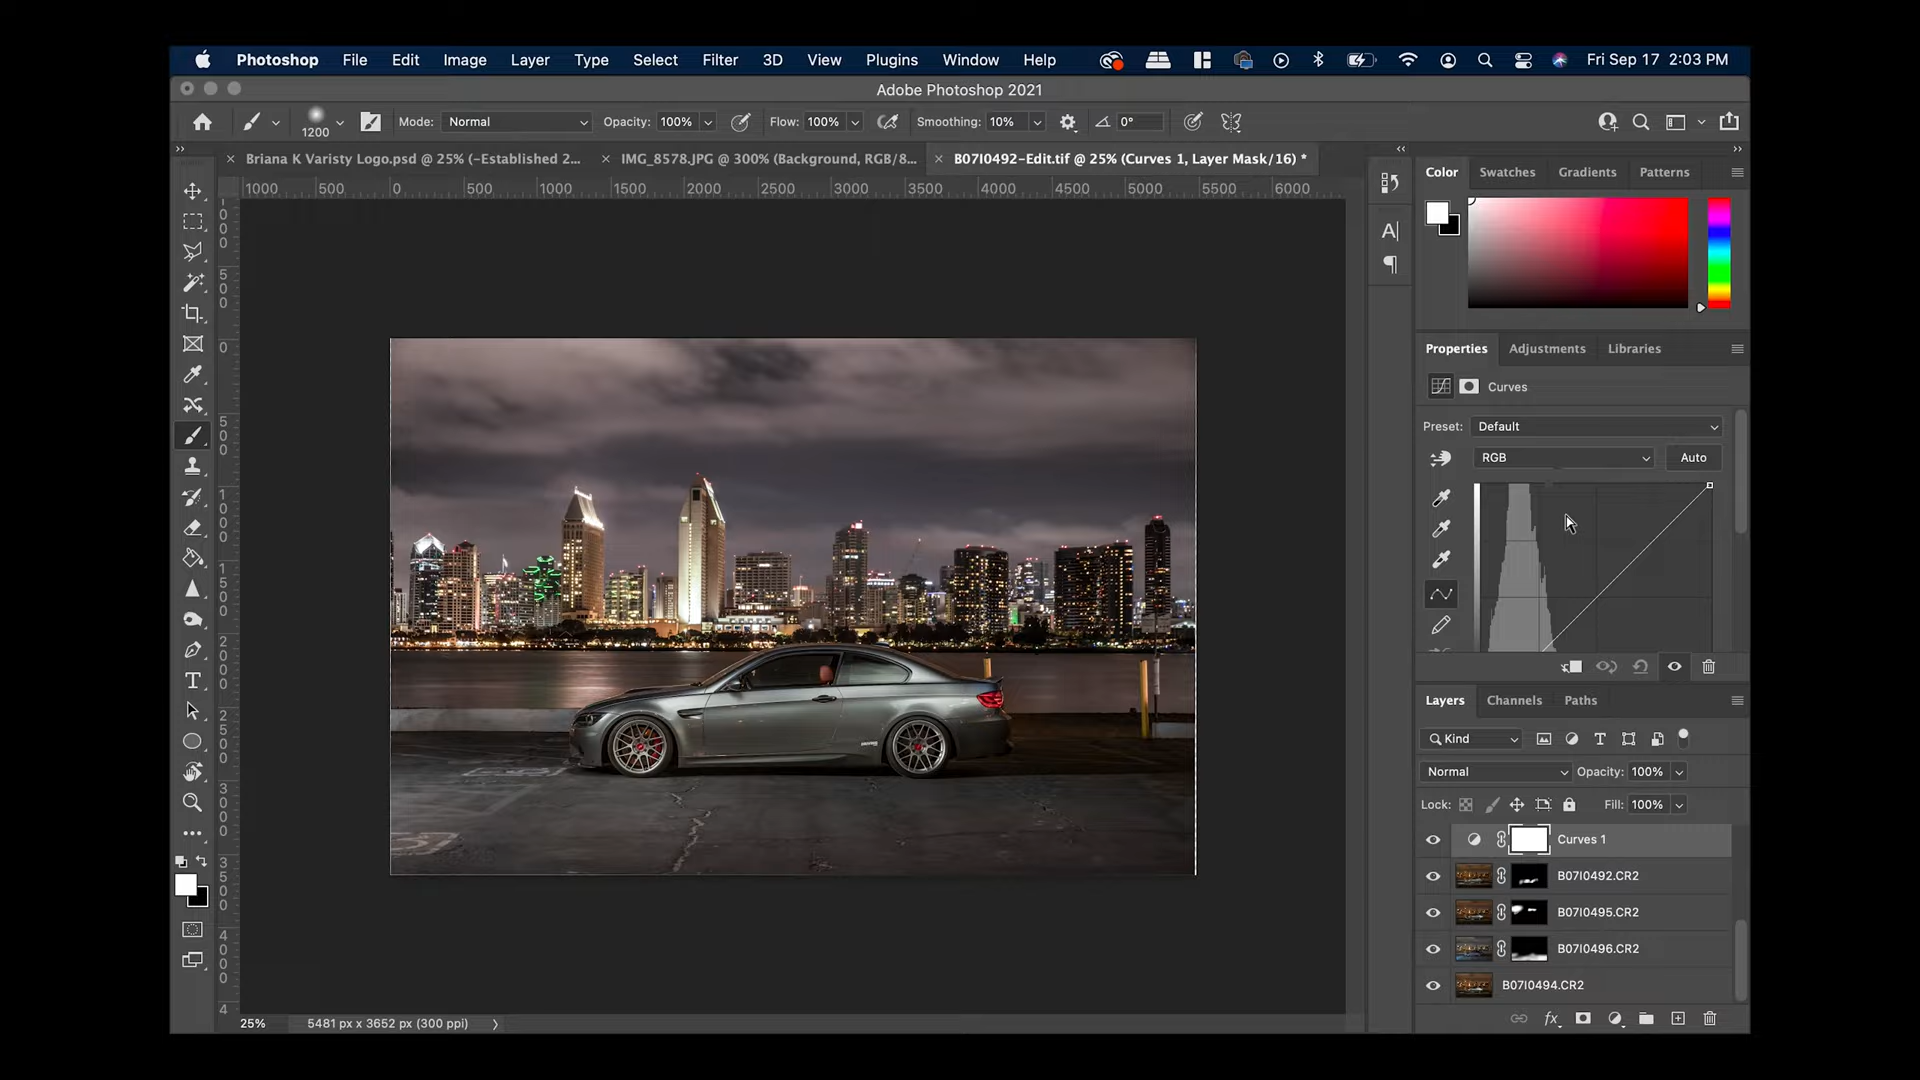 Photoshop File Edit Image Layer Type Select Filter 3D View Plugins Window Help Fri Sep 17 2:03 PM
Adobe Photoshop 2021
1200 Mode: Normal Opacity: 100% Flow: 100% Smoothing: 10% 0°
Briana K Varisty Logo.psd @ 25% (-Established 2... IMG_8578.JPG @ 300% (Background, RGB/8... B07I0492-Edit.tif @ 25% (Curves 1, Layer Mask/16) *
1000 500 0 500 1000 1500 2000 2500 3000 3500 4000 4500 5000 5500 6000
Color Swatches Gradients Patterns
Properties Adjustments Libraries
Curves
Preset: Default
RGB Auto
Layers Channels Paths
Kind
Normal Opacity: 100%
Lock: Fill: 100%
Curves 1
B07I0492.CR2
B07I0495.CR2
B07I0496.CR2
B07I0494.CR2
fx
25% 5481 px x 3652 px (300 ppi)